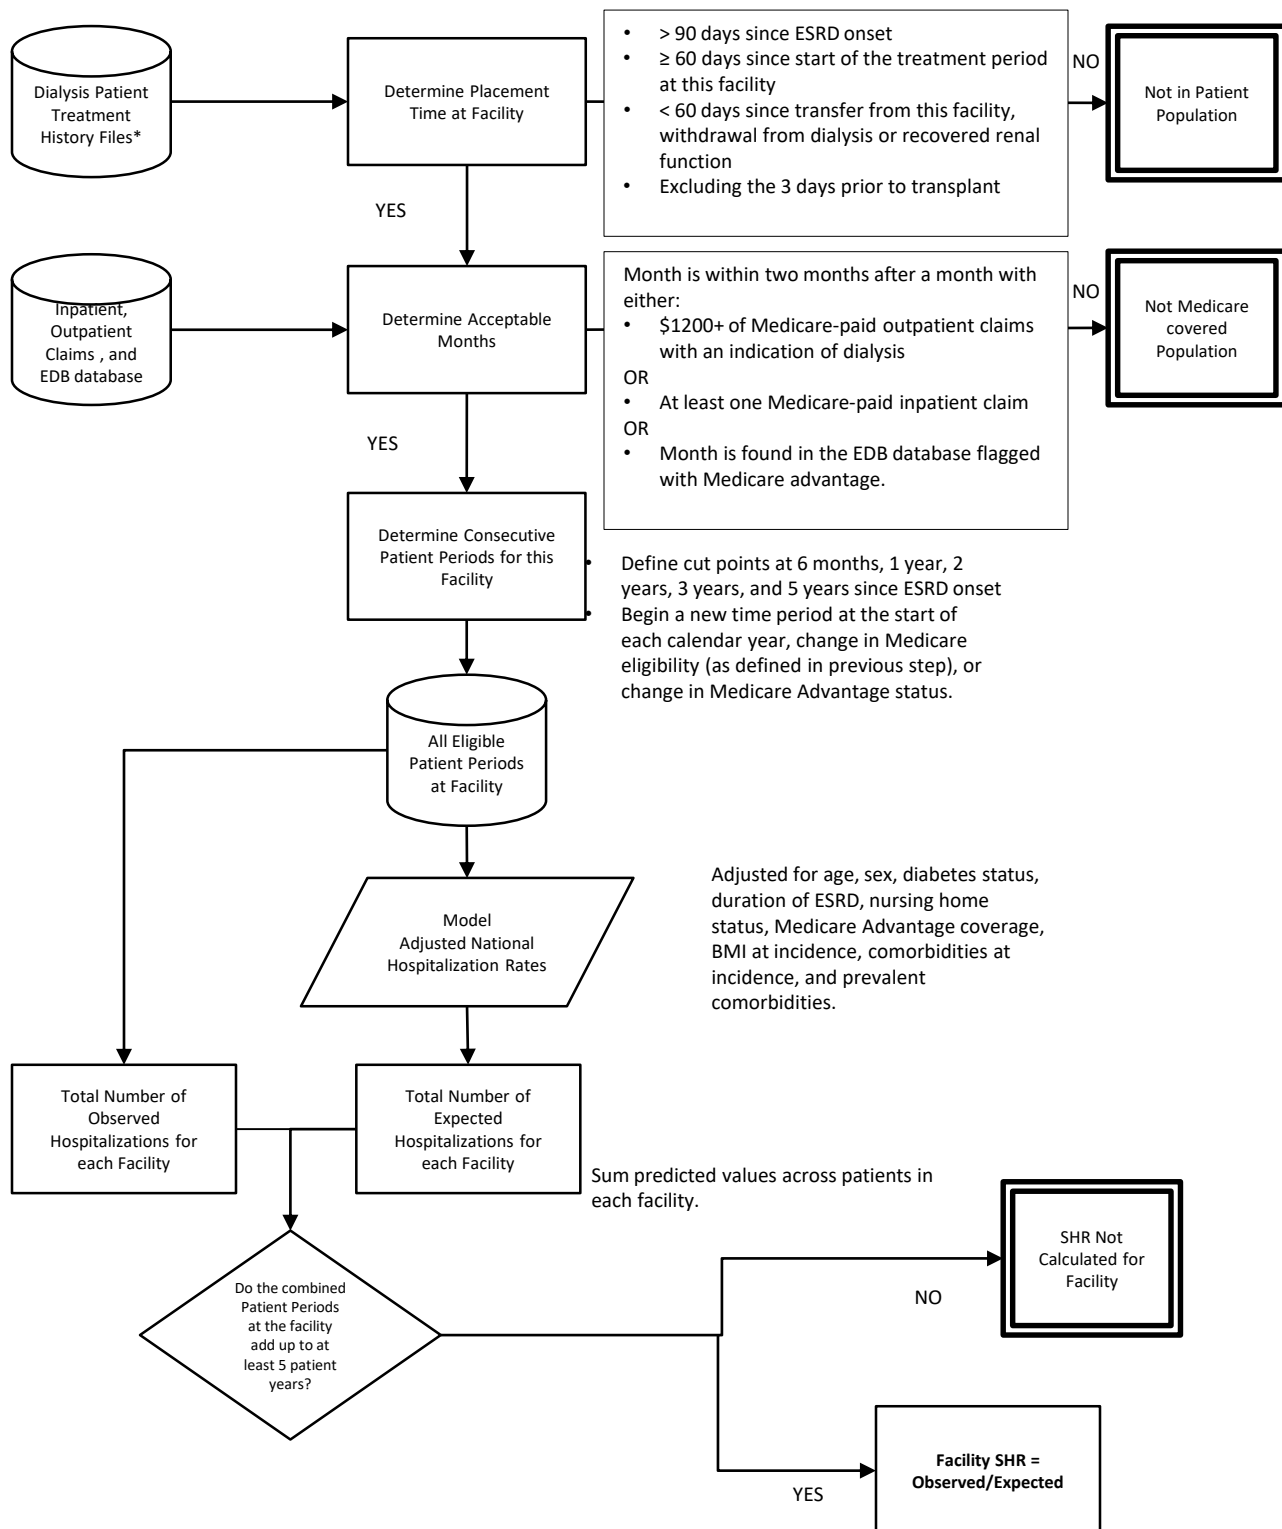 Dialysis Patient
Treatment
History Files*
Determine Placement
Time at Facility
• > 90 days since ESRD onset
• ≥ 60 days since start of the treatment period
at this facility
• < 60 days since transfer from this facility,
withdrawal from dialysis or recovered renal
function
• Excluding the 3 days prior to transplant
NO
Not in Patient
Population
YES
Inpatient,
Outpatient
Claims , and
EDB database
Determine Acceptable
Months
Month is within two months after a month with
either:
• $1200+ of Medicare-paid outpatient claims
with an indication of dialysis
OR
• At least one Medicare-paid inpatient claim
OR
• Month is found in the EDB database flagged
with Medicare advantage.
NO
Not Medicare
covered
Population
YES
Determine Consecutive
Patient Periods for this
Facility
• Define cut points at 6 months, 1 year, 2
years, 3 years, and 5 years since ESRD onset
• Begin a new time period at the start of
each calendar year, change in Medicare
eligibility (as defined in previous step), or
change in Medicare Advantage status.
All Eligible
Patient Periods
at Facility
Model
Adjusted National
Hospitalization Rates
Adjusted for age, sex, diabetes status,
duration of ESRD, nursing home
status, Medicare Advantage coverage,
BMI at incidence, comorbidities at
incidence, and prevalent
comorbidities.
Total Number of
Observed
Hospitalizations for
each Facility
Total Number of
Expected
Hospitalizations for
each Facility
Sum predicted values across patients in
each facility.
Do the combined
Patient Periods
at the facility
add up to at
least 5 patient
years?
NO
SHR Not
Calculated for
Facility
YES
Facility SHR =
Observed/Expected